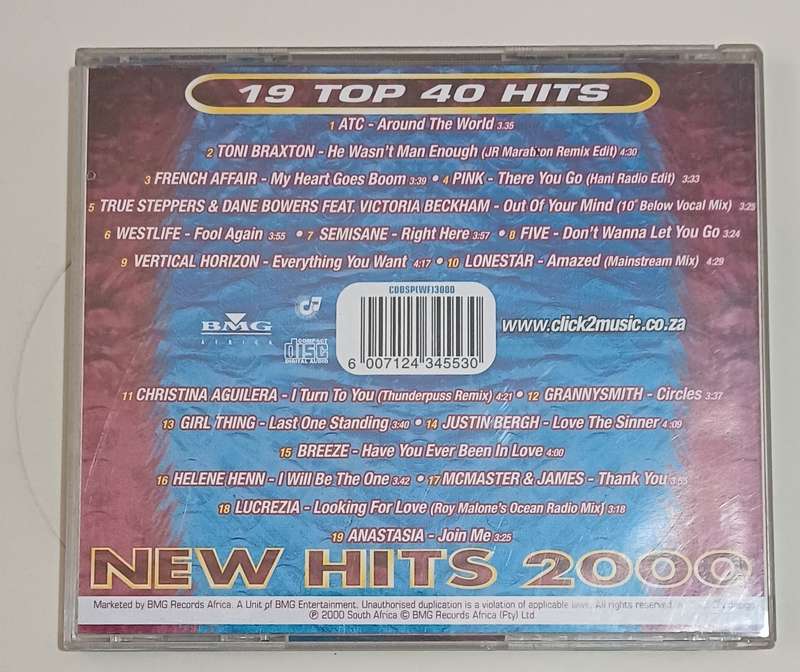 19 TOP 40 HITS
1 ATC - Around The World 3.35
2 TONI BRAXTON - He Wasn't Man Enough (JR Marathon Remix Edit) 4:30
3 FRENCH AFFAIR - My Heart Goes Boom 3:39 • 4 PINK - There You Go (Hani Radio Edit) 3:33
5 TRUE STEPPERS & DANE BOWERS FEAT. VICTORIA BECKHAM - Out Of Your Mind (10° Below Vocal Mix) 3:25
6 WESTLIFE - Fool Again 3:55 • 7 SEMISANE - Right Here 3:57 • 8 FIVE - Don't Wanna Let You Go 3:24
9 VERTICAL HORIZON - Everything You Want 4:17 • 10 LONESTAR - Amazed (Mainstream Mix) 4:29
CDBSP(WF)3080
BMG
AFRICA
COMPACT
disc
DIGITAL AUDIO
6 007124 345530
www.click2music.co.za
11 CHRISTINA AGUILERA - I Turn To You (Thunderpuss Remix) 4:21 • 12 GRANNYSMITH - Circles 3:37
13 GIRL THING - Last One Standing 3:40 • 14 JUSTIN BERGH - Love The Sinner 4:09
15 BREEZE - Have You Ever Been In Love 4:00
16 HELENE HENN - I Will Be The One 3.42 • 17 MCMASTER & JAMES - Thank You 3:55
18 LUCREZIA - Looking For Love (Roy Malone's Ocean Radio Mix) 3:18
19 ANASTASIA - Join Me 3:25
NEW HITS 2000
Marketed by BMG Records Africa. A Unit of BMG Entertainment. Unauthorised duplication is a violation of applicable laws. All rights reserved.
℗ 2000 South Africa © BMG Records Africa (Pty) Ltd